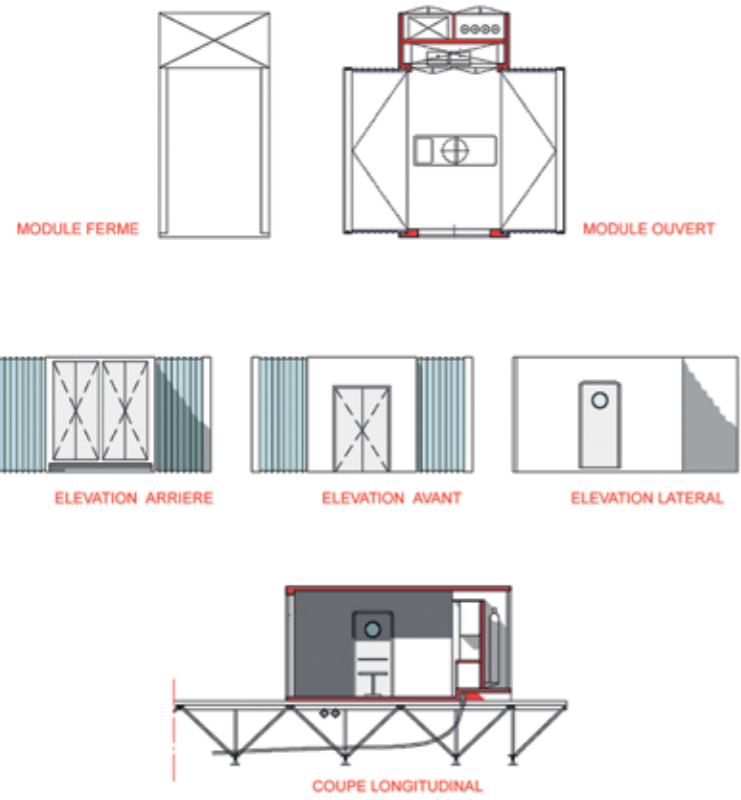 MODULE FERME
MODULE OUVERT
ELEVATION ARRIERE
ELEVATION AVANT
ELEVATION LATERAL
COUPE LONGITUDINAL